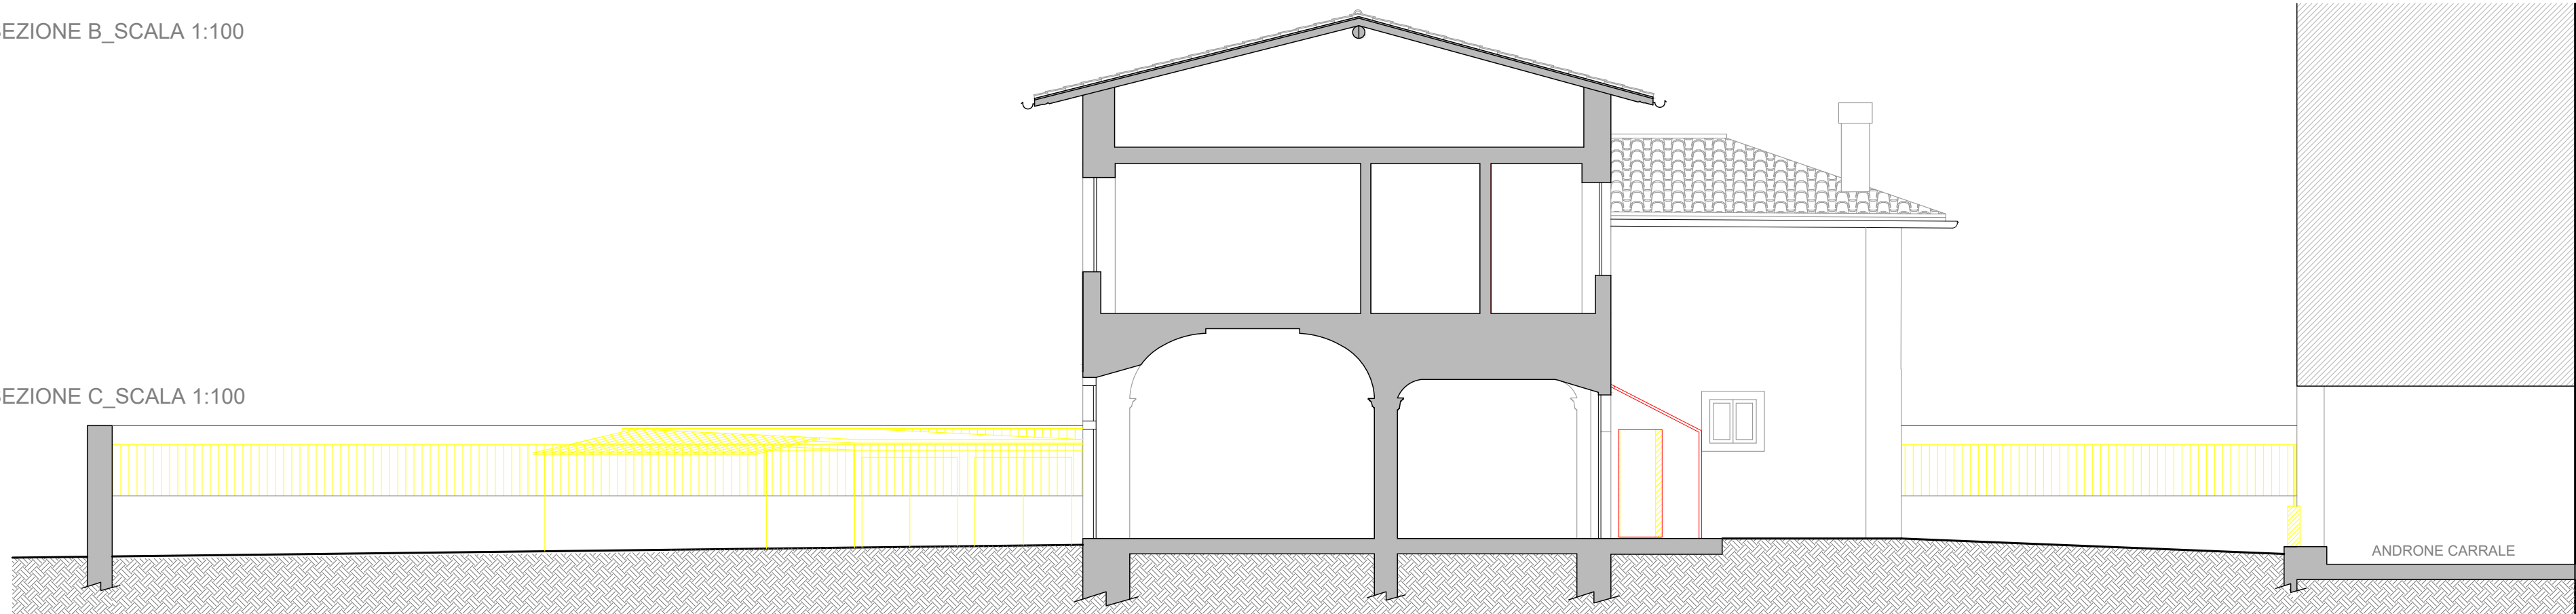 EZIONE B_SCALA 1:100
EZIONE C_SCALA 1:100
ANDRONE CARRALE